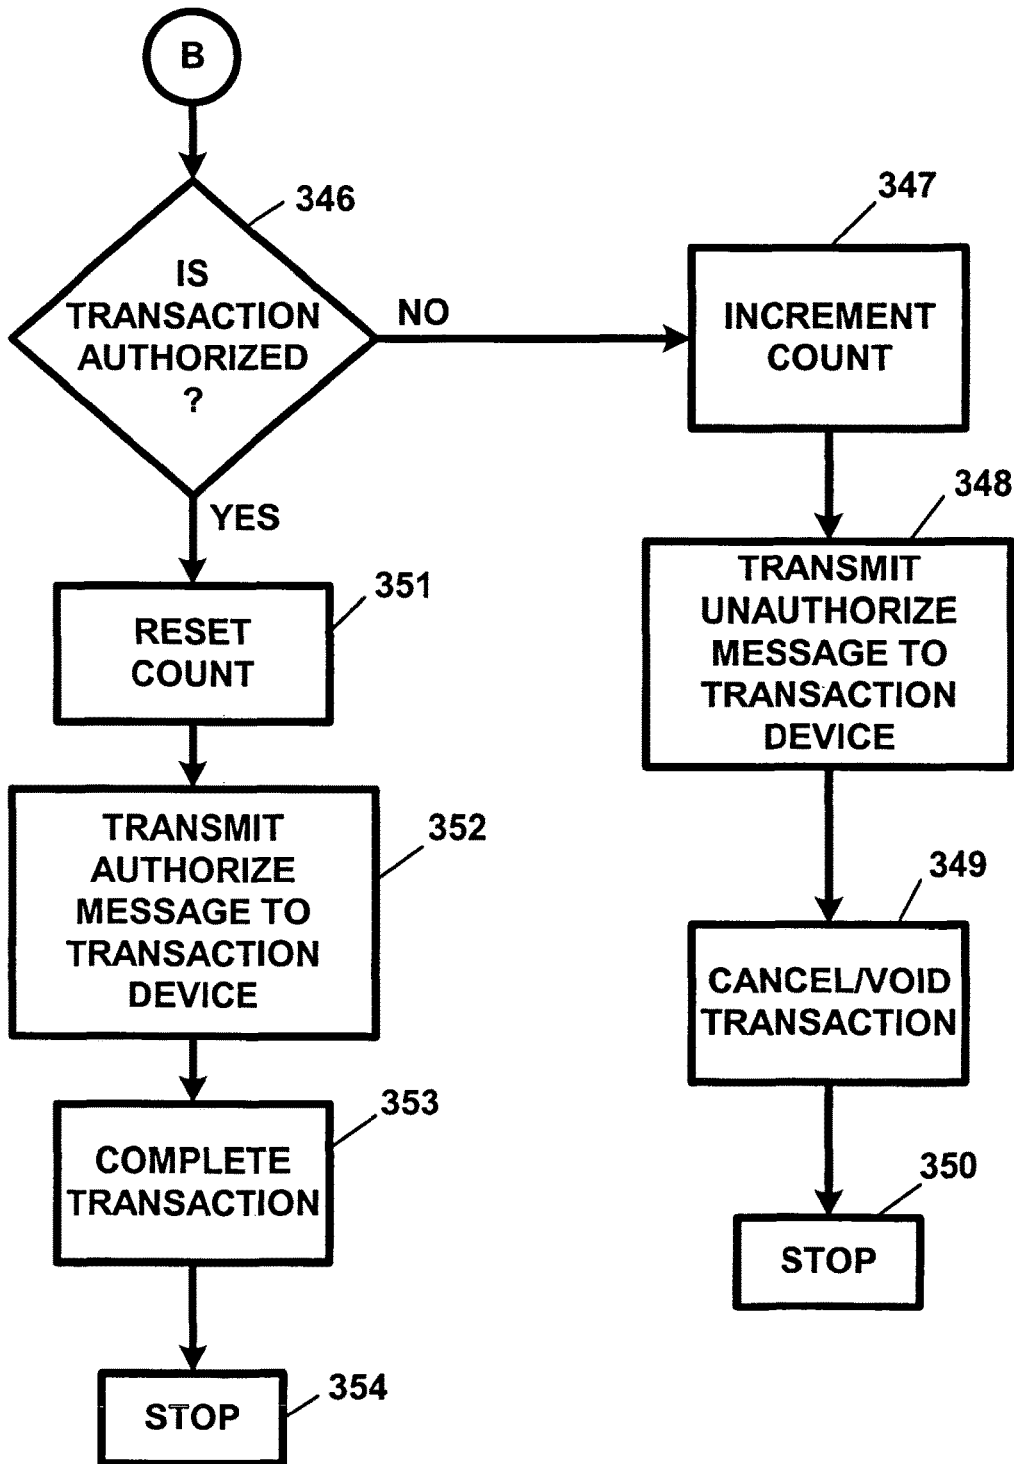 B
346
IS
TRANSACTION
AUTHORIZED
?
NO
YES
347
INCREMENT
COUNT
348
TRANSMIT
UNAUTHORIZE
MESSAGE TO
TRANSACTION
DEVICE
349
CANCEL/VOID
TRANSACTION
350
STOP
351
RESET
COUNT
352
TRANSMIT
AUTHORIZE
MESSAGE TO
TRANSACTION
DEVICE
353
COMPLETE
TRANSACTION
354
STOP